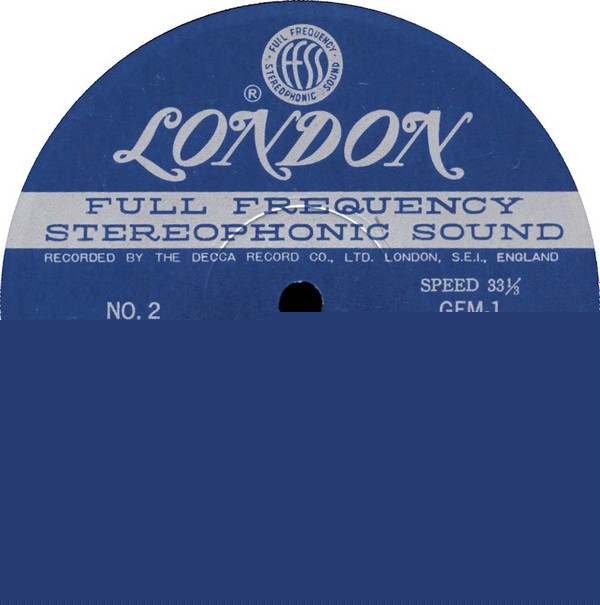 FULL FREQUENCY
ffss
STEREOPHONIC SOUND
®
LONDON
FULL FREQUENCY
STEREOPHONIC SOUND
RECORDED BY THE DECCA RECORD CO., LTD. LONDON, S.E.I., ENGLAND
SPEED 33⅓
NO. 2
GEM-1